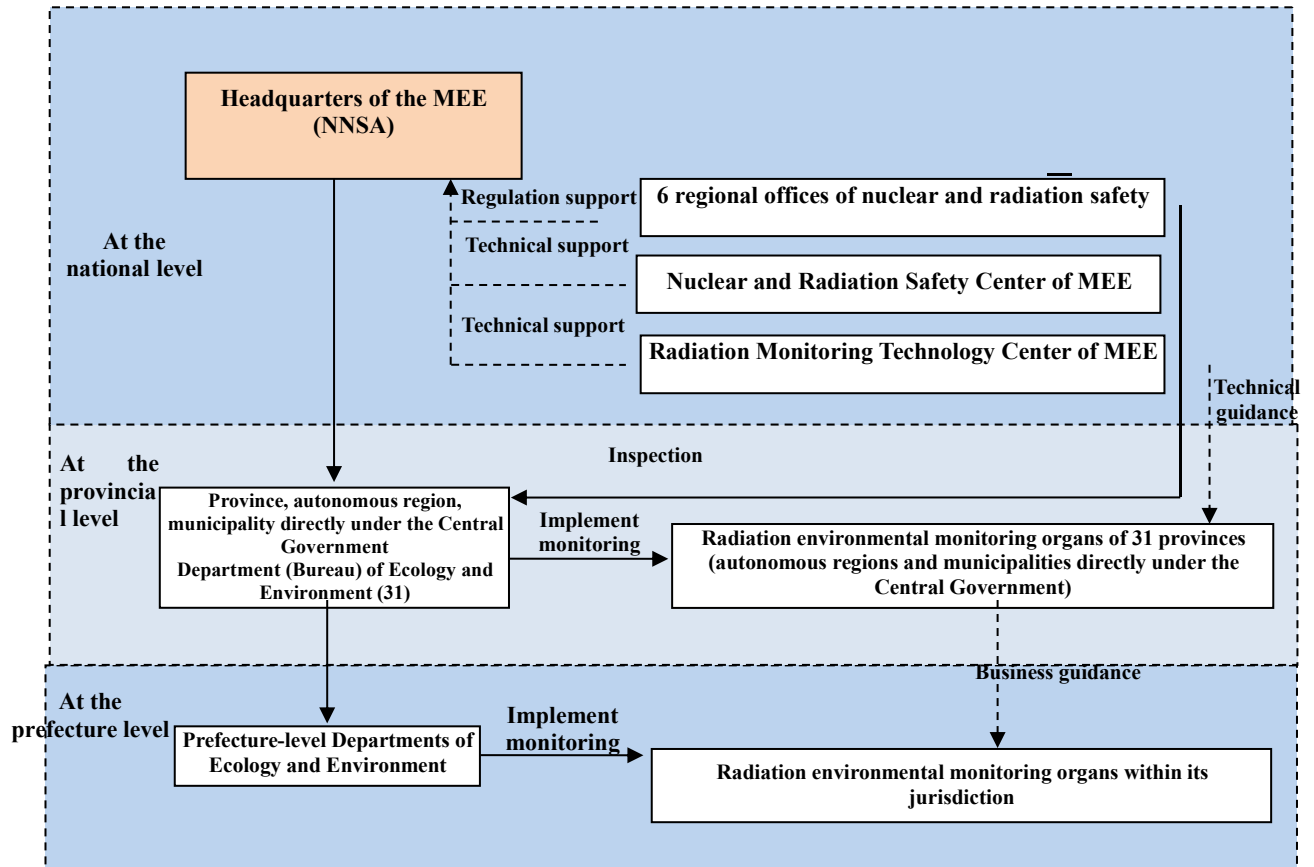 Headquarters of the MEE
(NNSA)
Regulation support
6 regional offices of nuclear and radiation safety
At the
national level
Technical support
Nuclear and Radiation Safety Center of MEE
Technical support
Radiation Monitoring Technology Center of MEE
Technical
guidance
At the
provincia
l level
Inspection
Province, autonomous region,
municipality directly under the Central
Government
Department (Bureau) of Ecology and
Environment (31)
Implement
monitoring
Radiation environmental monitoring organs of 31 provinces
(autonomous regions and municipalities directly under the
Central Government)
Business guidance
At the
prefecture level
Prefecture-level Departments of
Ecology and Environment
Implement
monitoring
Radiation environmental monitoring organs within its
jurisdiction